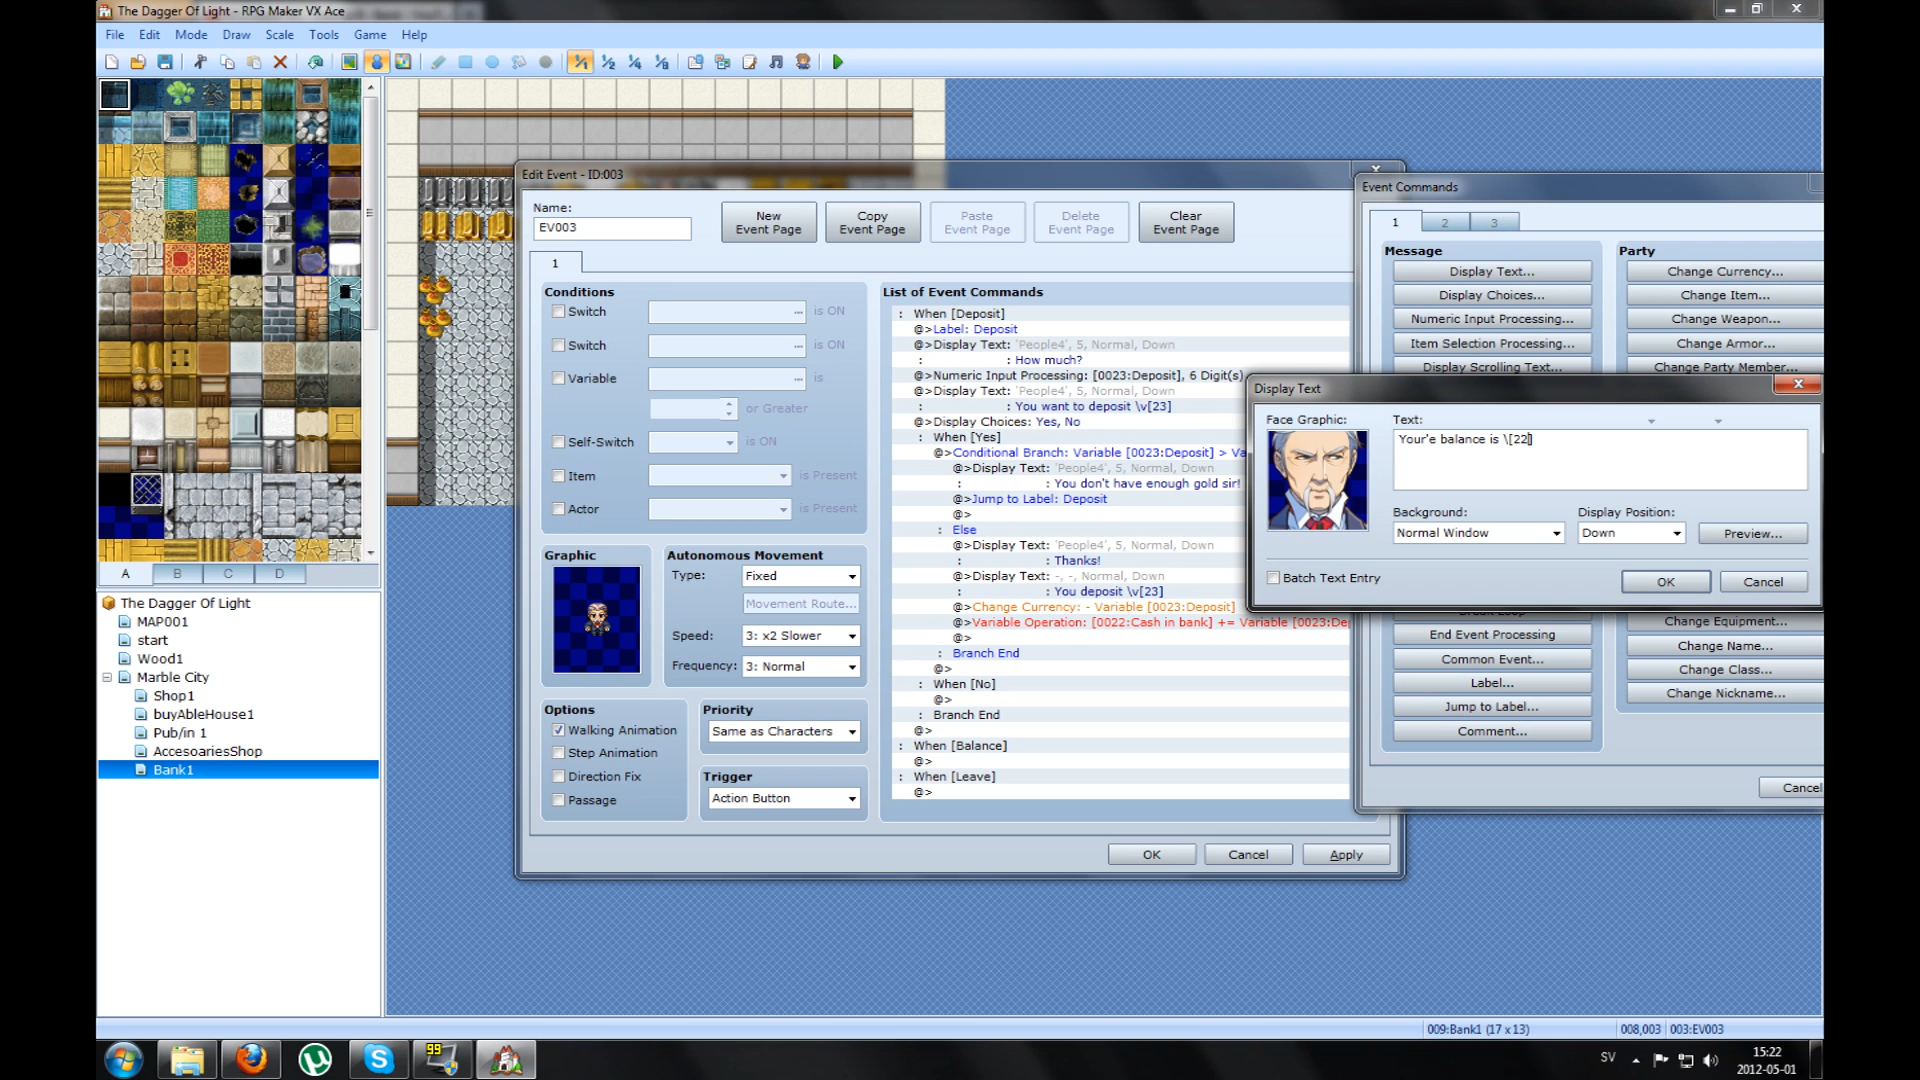 The Dagger Of Light - RPG Maker VX Ace
File Edit Mode Draw Scale Tools Game Help
Edit Event - ID:003
Name:
EV003
New Event Page
Copy Event Page
Paste Event Page
Delete Event Page
Clear Event Page
1
Conditions
Switch ... is ON
Switch ... is ON
Variable ... is
or Greater
Self-Switch is ON
Item is Present
Actor is Present
Graphic
Autonomous Movement
Type: Fixed
Movement Route...
Speed: 3: x2 Slower
Frequency: 3: Normal
Options
Walking Animation
Step Animation
Direction Fix
Passage
Priority
Same as Characters
Trigger
Action Button
List of Event Commands
: When [Deposit]
@>Label: Deposit
@>Display Text: 'People4', 5, Normal, Down
: : How much?
@>Numeric Input Processing: [0023:Deposit], 6 Digit(s)
@>Display Text: 'People4', 5, Normal, Down
: : You want to deposit \v[23]
@>Display Choices: Yes, No
: When [Yes]
@>Conditional Branch: Variable [0023:Deposit] > Va
@>Display Text: 'People4', 5, Normal, Down
: : You don't have enough gold sir!
@>Jump to Label: Deposit
@>
: Else
@>Display Text: 'People4', 5, Normal, Down
: : Thanks!
@>Display Text: -, -, Normal, Down
: : You deposit \v[23]
@>Change Currency: - Variable [0023:Deposit]
@>Variable Operation: [0022:Cash in bank] += Variable [0023:De
@>
: Branch End
@>
: When [No]
@>
: Branch End
@>
: When [Balance]
@>
: When [Leave]
@>
OK Cancel Apply
Event Commands
1 2 3
Message
Display Text...
Display Choices...
Numeric Input Processing...
Item Selection Processing...
Display Scrolling Text...
Party
Change Currency...
Change Item...
Change Weapon...
Change Armor...
Change Party Member...
Display Text
Face Graphic:
Text:
Your'e balance is \[22]
Background:
Normal Window
Display Position:
Down
Preview...
Batch Text Entry
OK Cancel
End Event Processing
Common Event...
Label...
Jump to Label...
Comment...
Change Equipment...
Change Name...
Change Class...
Change Nickname...
Cancel
A B C D
The Dagger Of Light
MAP001
start
Wood1
Marble City
Shop1
buyAbleHouse1
Pub/in 1
AccesoariesShop
Bank1
009:Bank1 (17 x 13) 008,003 003:EV003
99
SV
15:22
2012-05-01